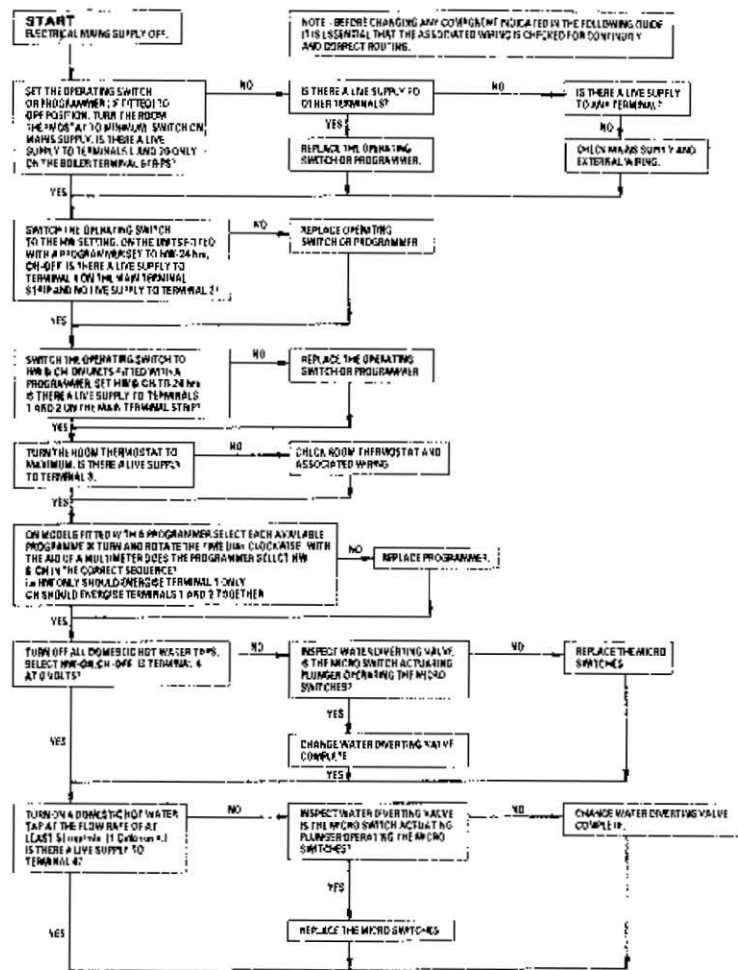 START
ELECTRICAL MAINS SUPPLY OFF.
NOTE - BEFORE CHANGING ANY COMPONENT INDICATED IN THE FOLLOWING GUIDE
IT IS ESSENTIAL THAT THE ASSOCIATED WIRING IS CHECKED FOR CONTINUITY
AND CORRECT ROUTING.
SET THE OPERATING SWITCH
OR PROGRAMMER (IF FITTED) TO
OFF POSITION. TURN THE ROOM
THERMOSTAT TO MINIMUM. SWITCH ON
MAINS SUPPLY. IS THERE A LIVE
SUPPLY TO TERMINALS L AND ONLY
ON THE BOILER TERMINAL STRIPS?
NO
IS THERE A LIVE SUPPLY TO
OTHER TERMINALS?
NO
IS THERE A LIVE SUPPLY
TO ANY TERMINAL?
YES
NO
REPLACE THE OPERATING
SWITCH OR PROGRAMMER.
CHECK MAINS SUPPLY AND
EXTERNAL WIRING.
YES
SWITCH THE OPERATING SWITCH
TO THE HW SETTING. ON THE UNITS FITTED
WITH A PROGRAMMER SET TO HW-24 hrs,
CH-OFF. IS THERE A LIVE SUPPLY TO
TERMINAL 1 ON THE MAIN TERMINAL
STRIP AND NO LIVE SUPPLY TO TERMINAL 2?
NO
REPLACE OPERATING
SWITCH OR PROGRAMMER
YES
SWITCH THE OPERATING SWITCH TO
HW & CH ON UNITS FITTED WITH A
PROGRAMMER, SET HW & CH TO 24 hrs
IS THERE A LIVE SUPPLY TO TERMINALS
1 AND 2 ON THE MAIN TERMINAL STRIP?
NO
REPLACE THE OPERATING
SWITCH OR PROGRAMMER
YES
TURN THE ROOM THERMOSTAT TO
MAXIMUM. IS THERE A LIVE SUPPLY
TO TERMINAL 3.
NO
CHECK ROOM THERMOSTAT AND
ASSOCIATED WIRING
YES
ON MODELS FITTED WITH A PROGRAMMER SELECT EACH AVAILABLE
PROGRAMME IN TURN AND ROTATE THE TIME CLOCKWISE. WITH
THE AID OF A MULTIMETER DOES THE PROGRAMMER SELECT HW
& CH IN THE CORRECT SEQUENCE?
i.e HW ONLY SHOULD ENERGISE TERMINAL 1 ONLY
CH SHOULD ENERGISE TERMINALS 1 AND 2 TOGETHER
NO
REPLACE PROGRAMMER.
YES
TURN OFF ALL DOMESTIC HOT WATER TAPS.
SELECT HW-ON, CH-OFF. IS TERMINAL 4
AT 0 VOLTS?
NO
INSPECT WATER DIVERTING VALVE,
IS THE MICRO SWITCH ACTUATING
PLUNGER OPERATING THE MICRO
SWITCHES?
NO
REPLACE THE MICRO
SWITCHES
YES
YES
CHANGE WATER DIVERTING VALVE
COMPLETE
YES
TURN ON A DOMESTIC HOT WATER
TAP AT THE FLOW RATE OF AT
LEAST
IS THERE A LIVE SUPPLY TO
TERMINAL 4?
NO
INSPECT WATER DIVERTING VALVE
IS THE MICRO SWITCH ACTUATING
PLUNGER OPERATING THE MICRO
SWITCHES?
NO
CHANGE WATER DIVERTING VALVE
COMPLETE.
YES
YES
REPLACE THE MICRO SWITCHES